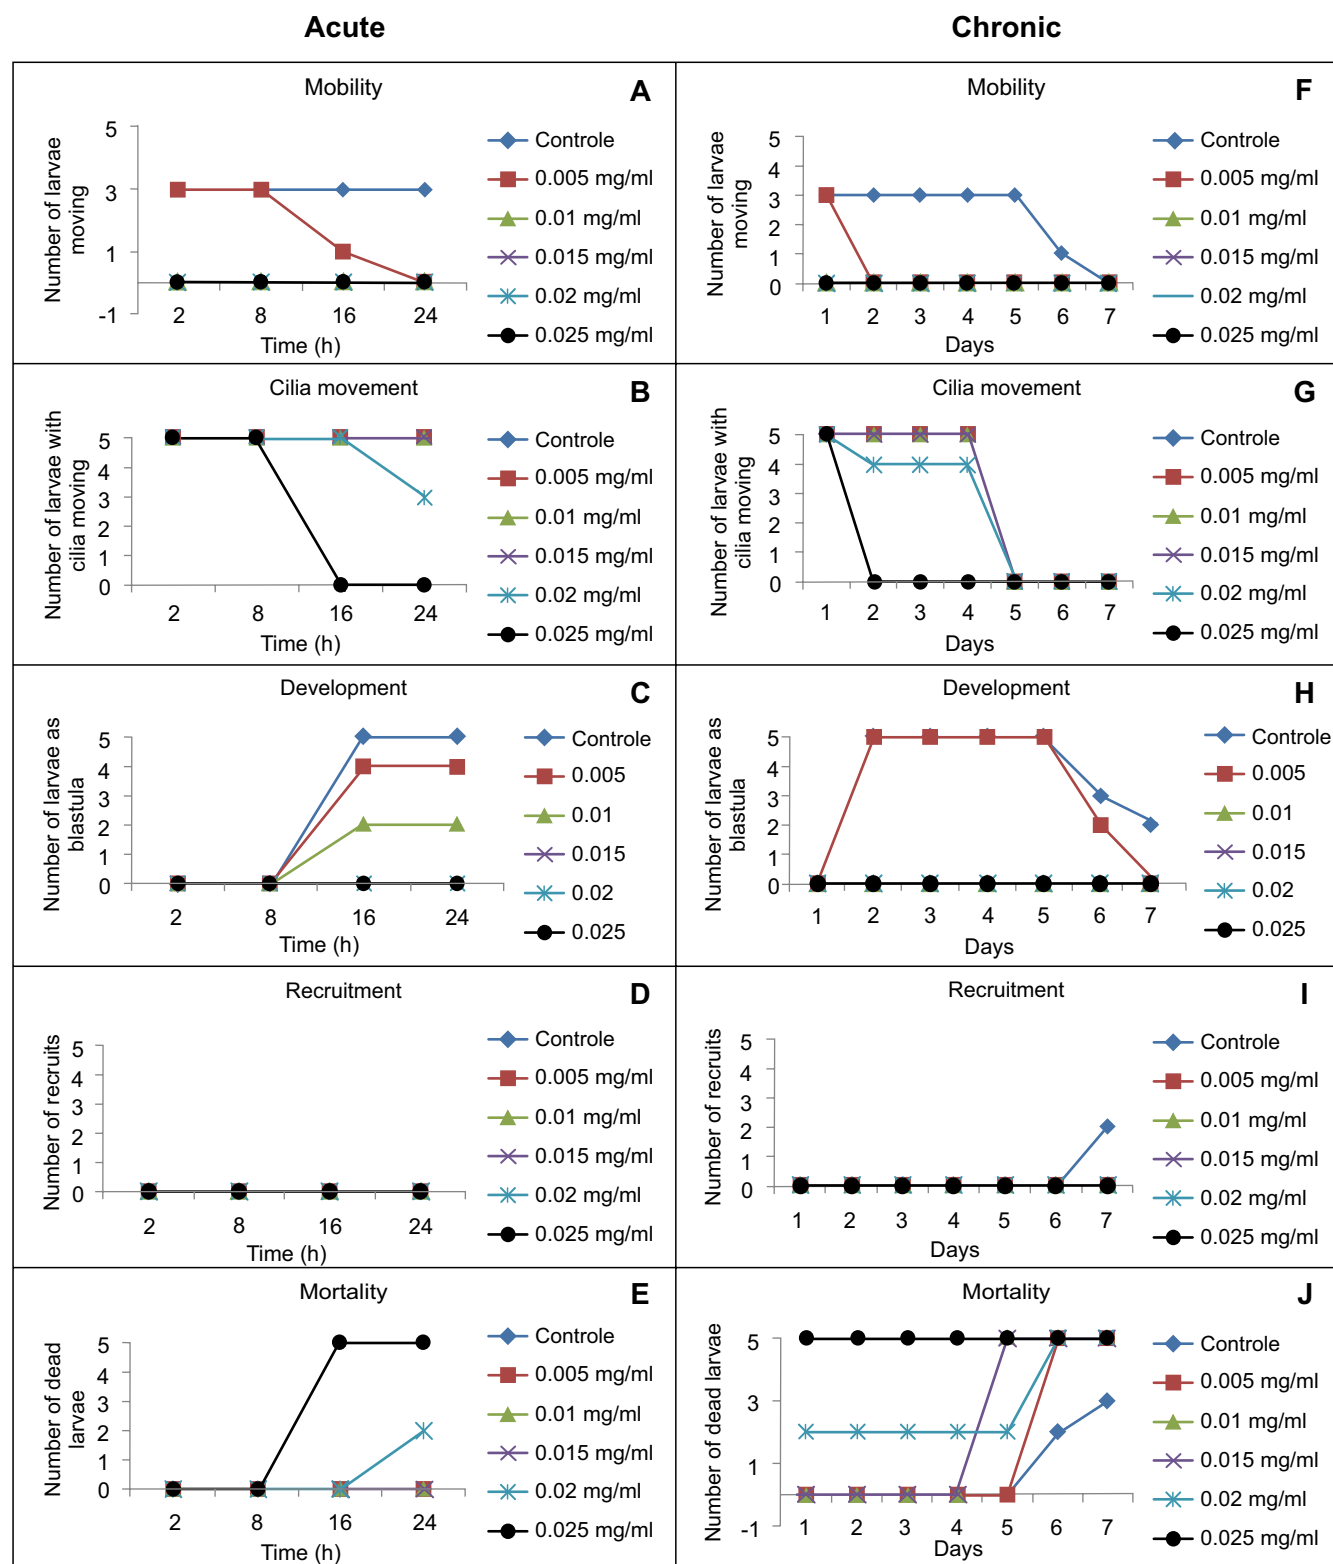 Acute
Chronic
Mobility
A
Number of larvae
moving
5
3
1
-1
2
8
16
24
Time (h)
Controle
0.005 mg/ml
0.01 mg/ml
0.015 mg/ml
0.02 mg/ml
0.025 mg/ml
Mobility
F
Number of larvae
moving
5
4
3
2
1
0
1
2
3
4
5
6
7
Days
Controle
0.005 mg/ml
0.01 mg/ml
0.015 mg/ml
0.02 mg/ml
0.025 mg/ml
Cilia movement
B
Number of larvae with
cilia moving
5
4
3
2
1
0
2
8
16
24
Time (h)
Controle
0.005 mg/ml
0.01 mg/ml
0.015 mg/ml
0.02 mg/ml
0.025 mg/ml
Cilia movement
G
Number of larvae with
cilia moving
5
4
3
2
1
0
1
2
3
4
5
6
7
Days
Controle
0.005 mg/ml
0.01 mg/ml
0.015 mg/ml
0.02 mg/ml
0.025 mg/ml
Development
C
Number of larvae as
blastula
5
4
3
2
1
0
2
8
16
24
Time (h)
Controle
0.005
0.01
0.015
0.02
0.025
Development
H
Number of larvae as
blastula
5
4
3
2
1
0
1
2
3
4
5
6
7
Days
Controle
0.005
0.01
0.015
0.02
0.025
Recruitment
D
Number of recruits
5
4
3
2
1
0
2
8
16
24
Time (h)
Controle
0.005 mg/ml
0.01 mg/ml
0.015 mg/ml
0.02 mg/ml
0.025 mg/ml
Recruitment
I
Number of recruits
5
4
3
2
1
0
1
2
3
4
5
6
7
Days
Controle
0.005 mg/ml
0.01 mg/ml
0.015 mg/ml
0.02 mg/ml
0.025 mg/ml
Mortality
E
Number of dead
larvae
5
4
3
2
1
0
2
8
16
24
Time (h)
Controle
0.005 mg/ml
0.01 mg/ml
0.015 mg/ml
0.02 mg/ml
0.025 mg/ml
Mortality
J
Number of dead larvae
5
3
1
-1
1
2
3
4
5
6
7
Days
Controle
0.005 mg/ml
0.01 mg/ml
0.015 mg/ml
0.02 mg/ml
0.025 mg/ml